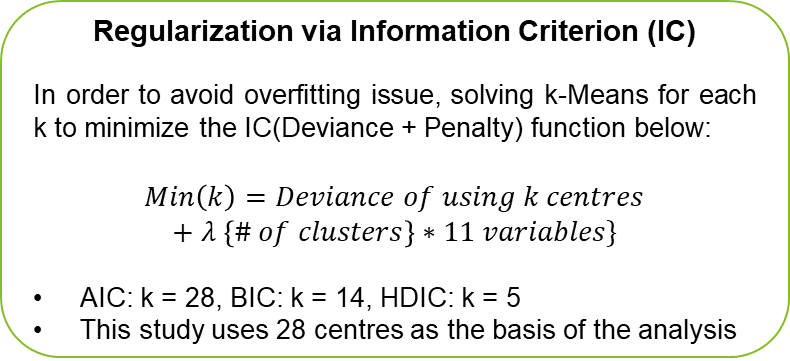 Regularization via Information Criterion (IC)
In order to avoid overfitting issue, solving k-Means for each
k to minimize the IC(Deviance + Penalty) function below:
Min(k) = Deviance of using k centres
+ λ {# of clusters} * 11 variables}
• AIC: k = 28, BIC: k = 14, HDIC: k = 5
• This study uses 28 centres as the basis of the analysis